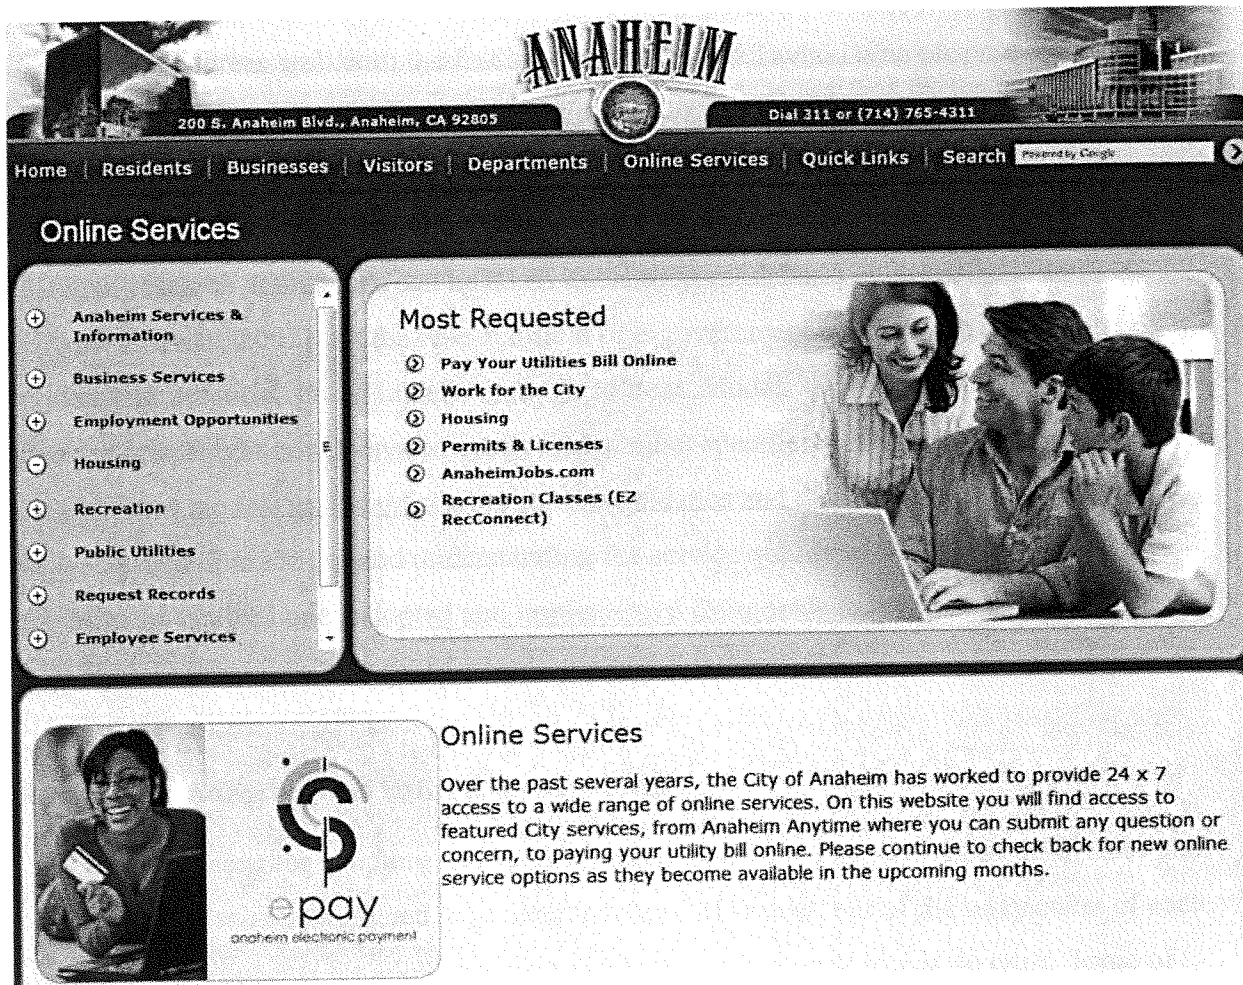 ANAHEIM
200 S. Anaheim Blvd., Anaheim, CA 92805
Dial 311 or (714) 765-4311
Home | Residents | Businesses | Visitors | Departments | Online Services | Quick Links | Search Powered by Google
Online Services
Anaheim Services &
Information
Business Services
Employment Opportunities
Housing
Recreation
Public Utilities
Request Records
Employee Services
Most Requested
Pay Your Utilities Bill Online
Work for the City
Housing
Permits & Licenses
AnaheimJobs.com
Recreation Classes (EZ
RecConnect)
epay
anaheim electronic payment
Online Services
Over the past several years, the City of Anaheim has worked to provide 24 x 7
access to a wide range of online services. On this website you will find access to
featured City services, from Anaheim Anytime where you can submit any question or
concern, to paying your utility bill online. Please continue to check back for new online
service options as they become available in the upcoming months.